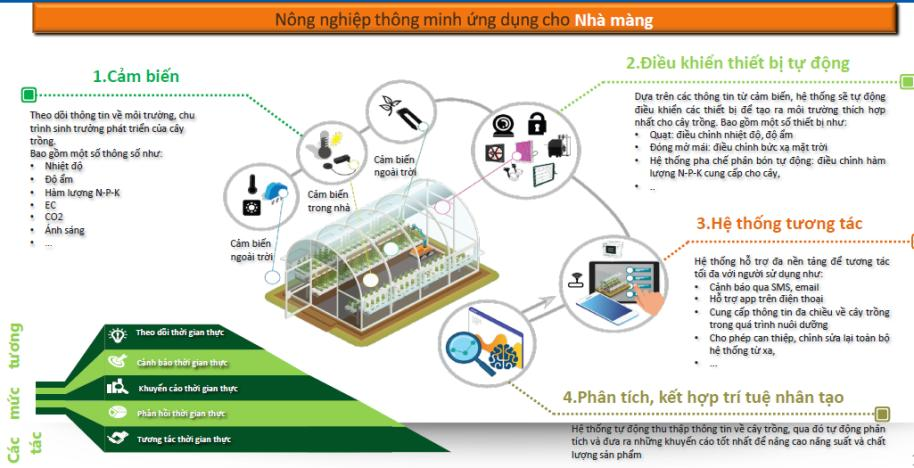 Nông nghiệp thông minh ứng dụng cho Nhà màng
1.Cảm biến
Theo dõi thông tin về môi trường, chu
trình sinh trưởng phát triển của cây
trồng.
Bao gồm một số thông số như:
• Nhiệt độ
• Độ ẩm
• Hàm lượng N-P-K
• EC
• CO2
• Ánh sáng
• ...
Cảm biến
ngoài trời
Cảm biến
trong nhà
Cảm biến
ngoài trời
2.Điều khiển thiết bị tự động
Dựa trên các thông tin từ cảm biến, hệ thống sẽ tự động
điều khiển các thiết bị để tạo ra môi trường thích hợp
nhất cho cây trồng. Bao gồm một số thiết bị như:
• Quạt: điều chỉnh nhiệt độ, độ ẩm
• Đóng mở mái: điều chỉnh bức xạ mặt trời
• Hệ thống pha chế phân bón tự động: điều chỉnh hàm
lượng N-P-K cung cấp cho cây,
• ..
3.Hệ thống tương tác
Hệ thống hỗ trợ đa nền tảng để tương tác
tối đa với người sử dụng như:
• Cảnh báo qua SMS, email
• Hỗ trợ app trên điện thoại
• Cung cấp thông tin đa chiều về cây trồng
trong quá trình nuôi dưỡng
• Cho phép can thiệp, chỉnh sửa lại toàn bộ
hệ thống từ xa,
• ...
4.Phân tích, kết hợp trí tuệ nhân tạo
Hệ thống tự động thu thập thông tin về cây trồng, qua đó tự động phân
tích và đưa ra những khuyến cáo tốt nhất để nâng cao năng suất và chất
lượng sản phẩm
Các mức tương
tác
Theo dõi thời gian thực
Cảnh báo thời gian thực
Khuyến cáo thời gian thực
Phản hồi thời gian thực
Tương tác thời gian thực